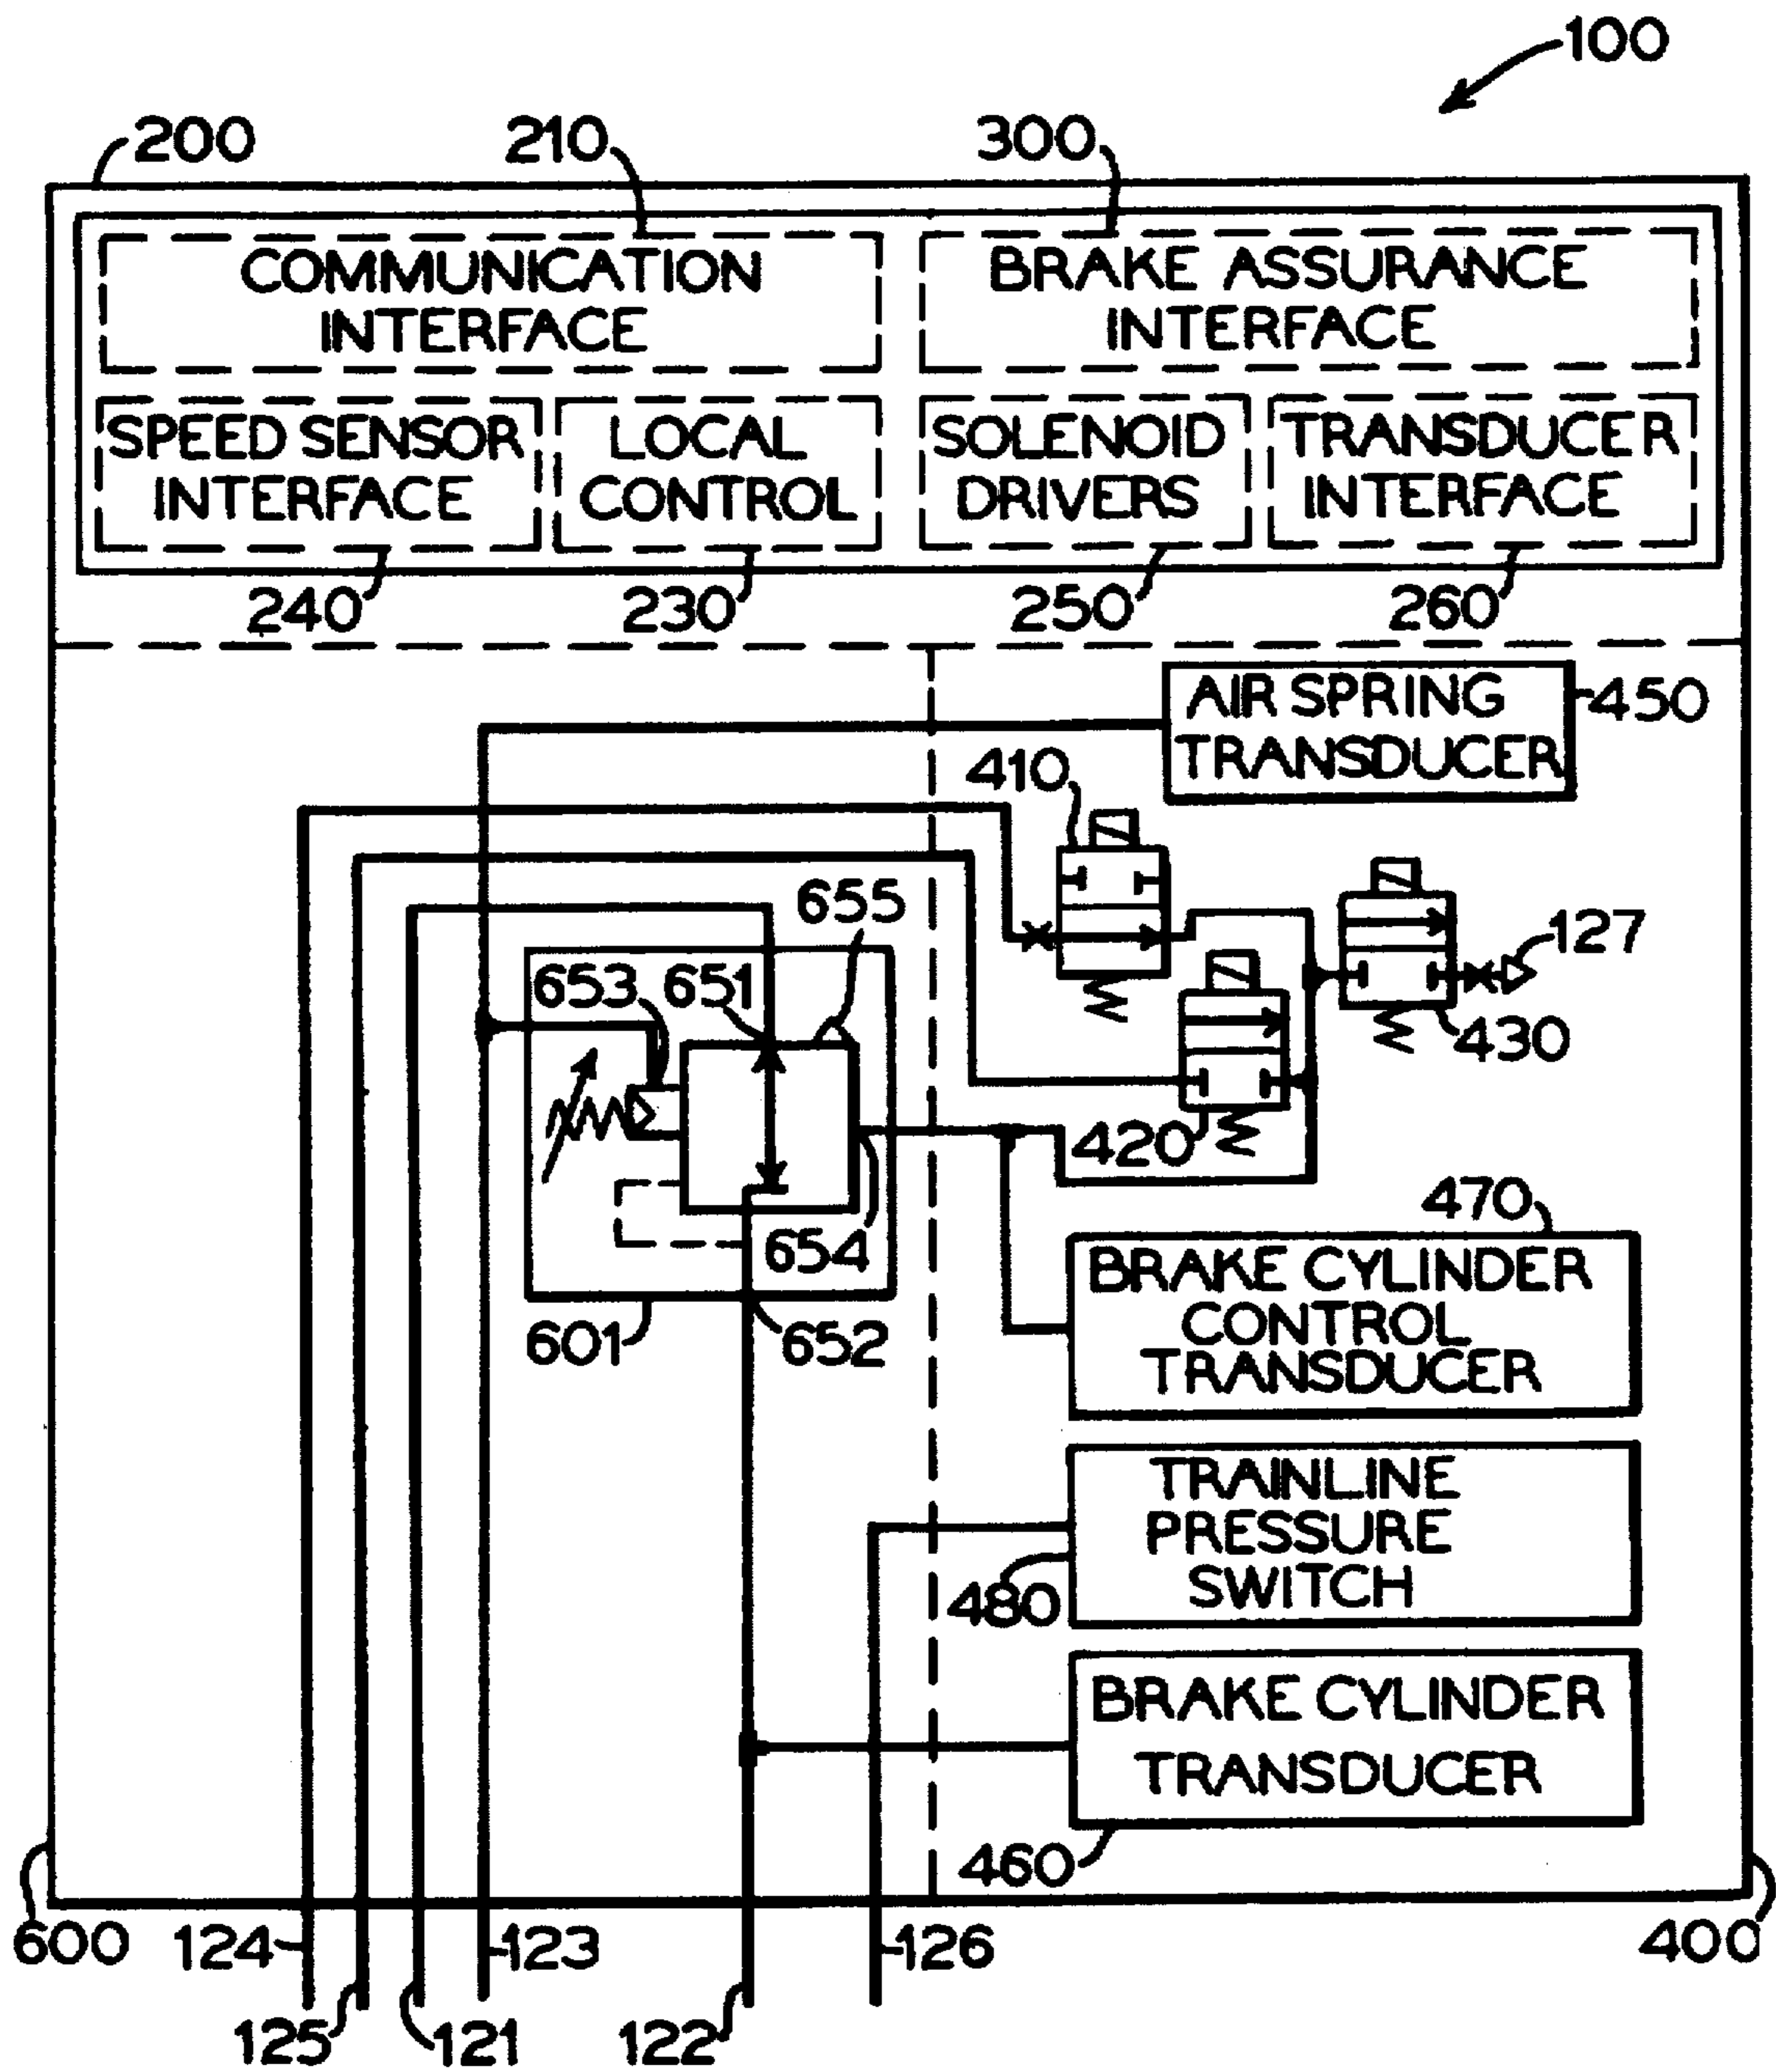 100
200
210
300
COMMUNICATION
INTERFACE
BRAKE ASSURANCE
INTERFACE
SPEED SENSOR
INTERFACE
LOCAL
CONTROL
SOLENOID
DRIVERS
TRANSDUCER
INTERFACE
240
230
250
260
AIR SPRING
TRANSDUCER
450
410
655
653
651
127
430
420
654
470
BRAKE CYLINDER
CONTROL
TRANSDUCER
601
652
TRAINLINE
PRESSURE
SWITCH
480
BRAKE CYLINDER
TRANSDUCER
460
600
124
123
126
400
125
121
122